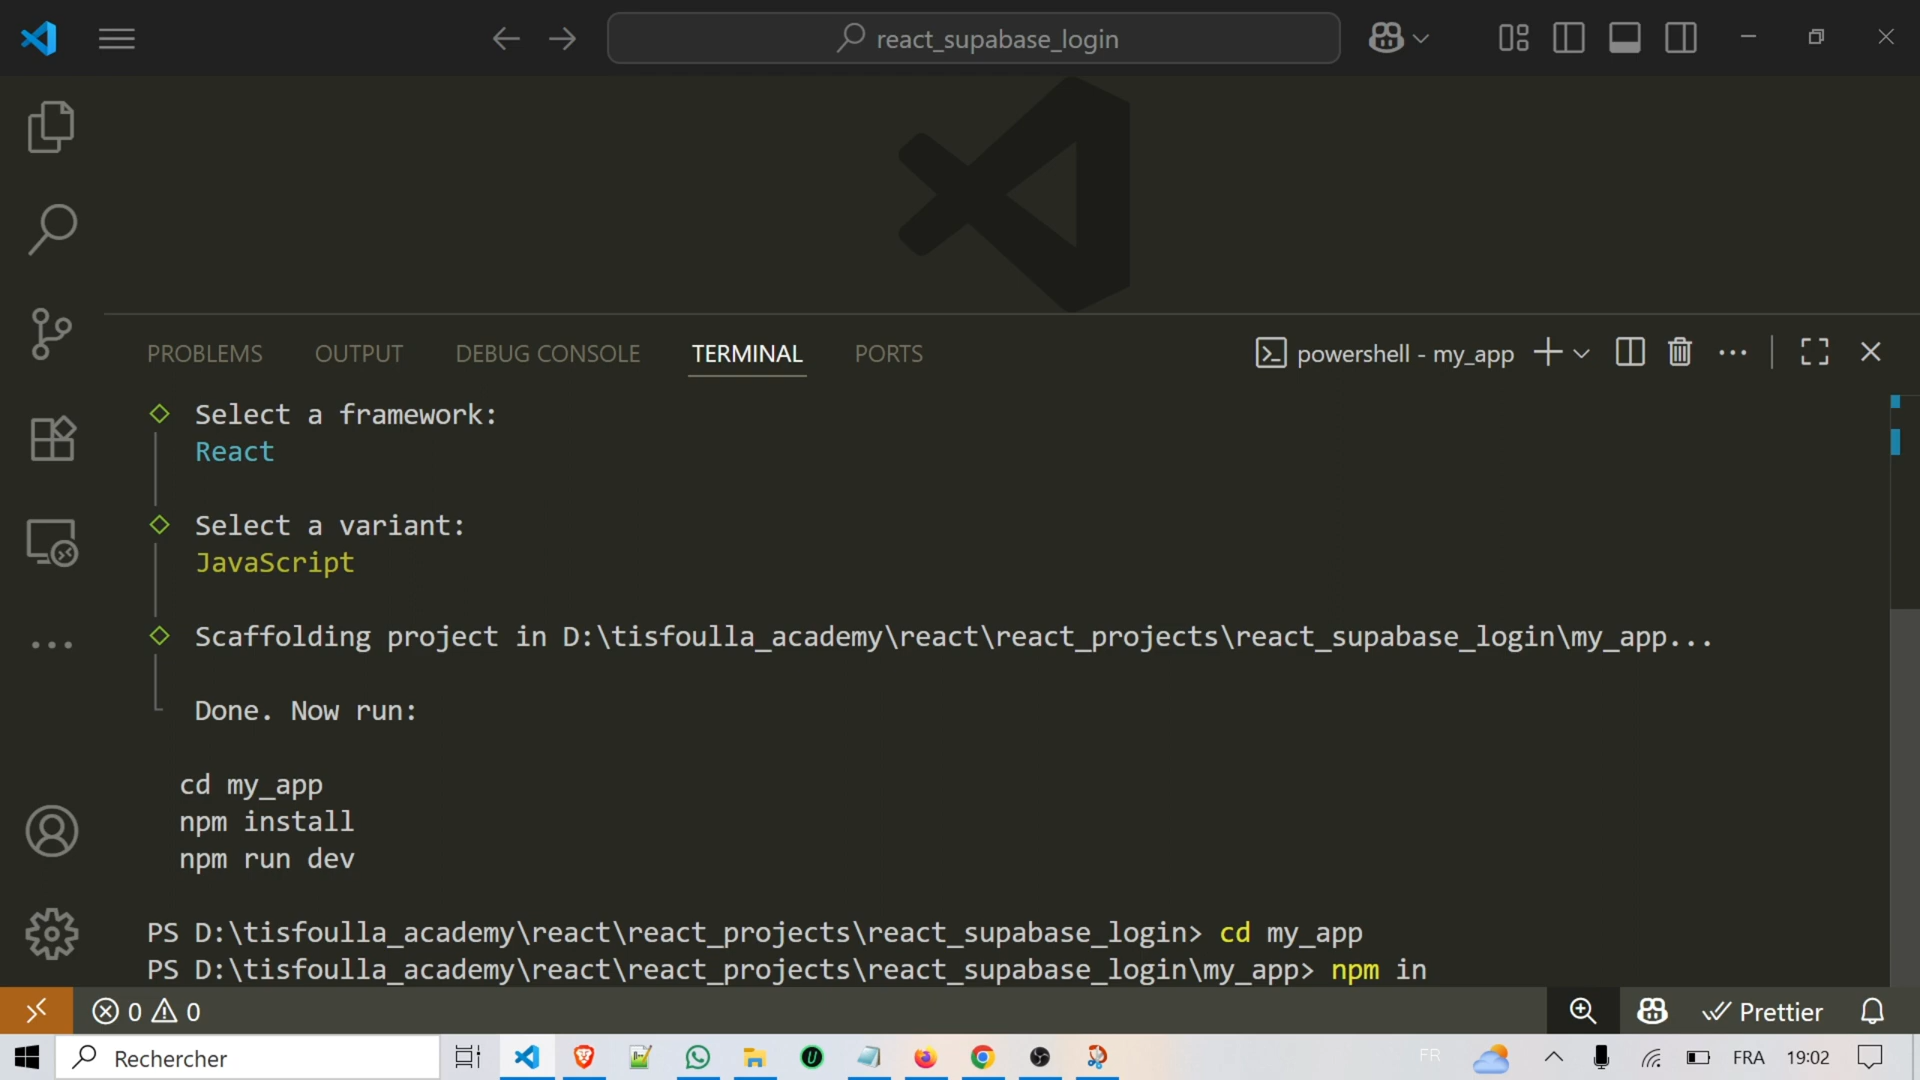 react_supabase_login
PROBLEMS OUTPUT DEBUG CONSOLE TERMINAL PORTS
powershell - my_app
Select a framework:
React
Select a variant:
JavaScript
Scaffolding project in D:\tisfoulla_academy\react\react_projects\react_supabase_login\my_app...
Done. Now run:
cd my_app
npm install
npm run dev
PS D:\tisfoulla_academy\react\react_projects\react_supabase_login> cd my_app
PS D:\tisfoulla_academy\react\react_projects\react_supabase_login\my_app> npm in
0 0
Prettier
Rechercher
FR
FRA
19:02